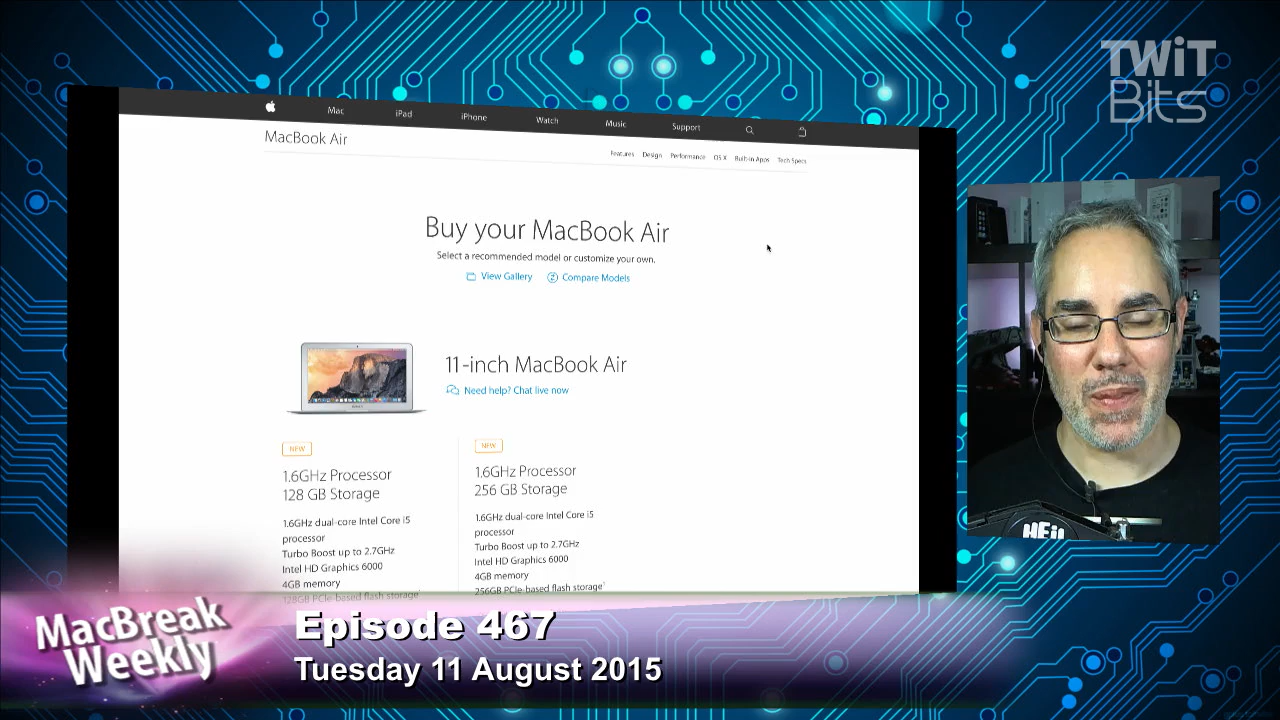 TWiT
Bits
Mac iPad iPhone Watch Music Support
MacBook Air
Features Design Performance OS X Built-in Apps Tech Specs
Buy your MacBook Air
Select a recommended model or customize your own.
View Gallery Compare Models
11-inch MacBook Air
Need help? Chat live now
NEW
1.6GHz Processor
128 GB Storage
1.6GHz dual-core Intel Core i5
processor
Turbo Boost up to 2.7GHz
Intel HD Graphics 6000
4GB memory
128GB PCIe-based flash storage¹
NEW
1.6GHz Processor
256 GB Storage
1.6GHz dual-core Intel Core i5
processor
Turbo Boost up to 2.7GHz
Intel HD Graphics 6000
4GB memory
256GB PCIe-based flash storage¹
MacBreak
Weekly
Episode 467
Tuesday 11 August 2015